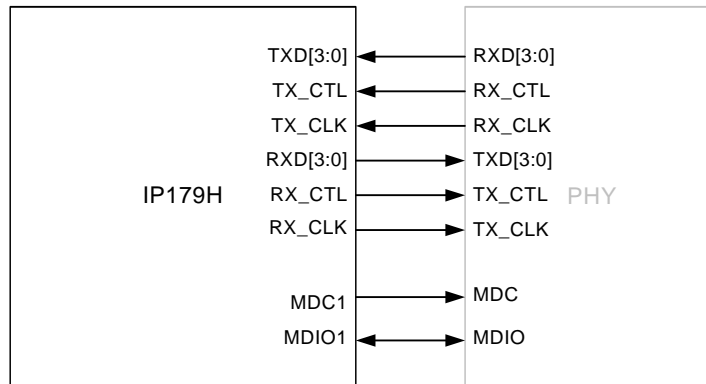 TXD[3:0] RXD[3:0]
TX_CTL RX_CTL
TX_CLK RX_CLK
RXD[3:0] TXD[3:0]
IP179H RX_CTL TX_CTL PHY
RX_CLK TX_CLK
MDC1 MDC
MDIO1 MDIO